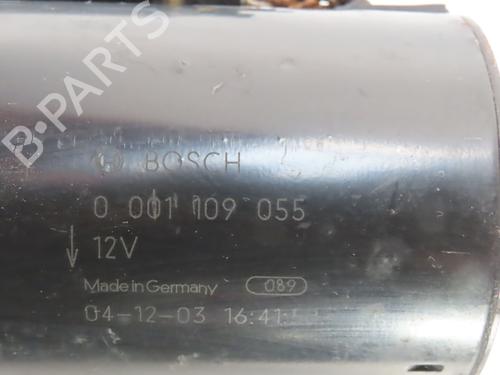 B-PARTS
BOSCH
0 001 109 055
12V
Made in Germany 089
04-12-03 16:41: